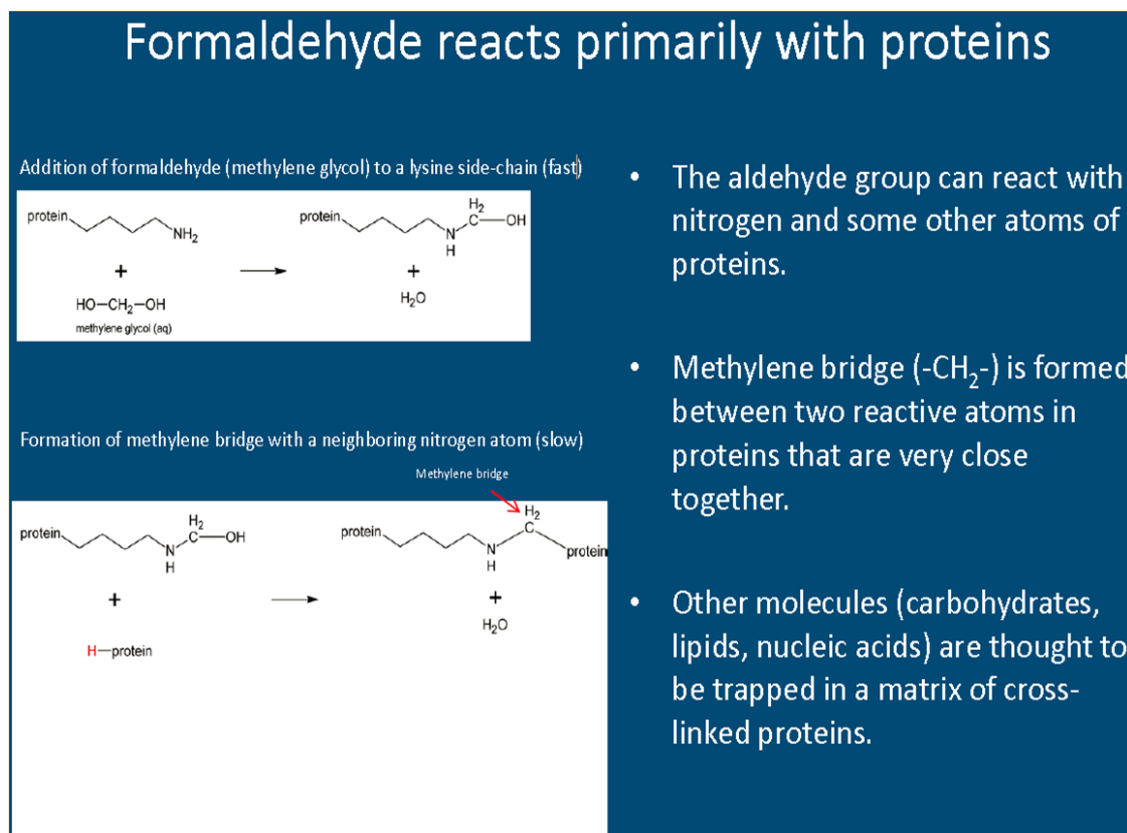 Formaldehyde reacts primarily with proteins
Addition of formaldehyde (methylene glycol) to a lysine side-chain (fast)
protein
NH₂
+
HO—CH₂—OH
methylene glycol (aq)
protein
H₂
N
C
OH
H
+
H₂O
Formation of methylene bridge with a neighboring nitrogen atom (slow)
Methylene bridge
protein
H₂
N
C
OH
H
+
H—protein
protein
H₂
C
N
H
protein
+
H₂O
• The aldehyde group can react with
nitrogen and some other atoms of
proteins.
• Methylene bridge (-CH₂-) is formed
between two reactive atoms in
proteins that are very close
together.
• Other molecules (carbohydrates,
lipids, nucleic acids) are thought to
be trapped in a matrix of cross-
linked proteins.